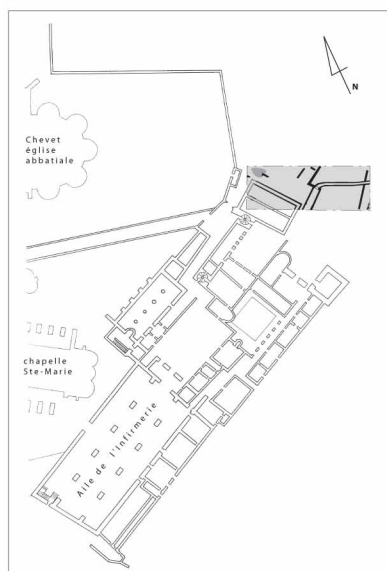 N
Chevet
église
abbatiale
chapelle
Ste-Marie
Aile de l'Infirmerie